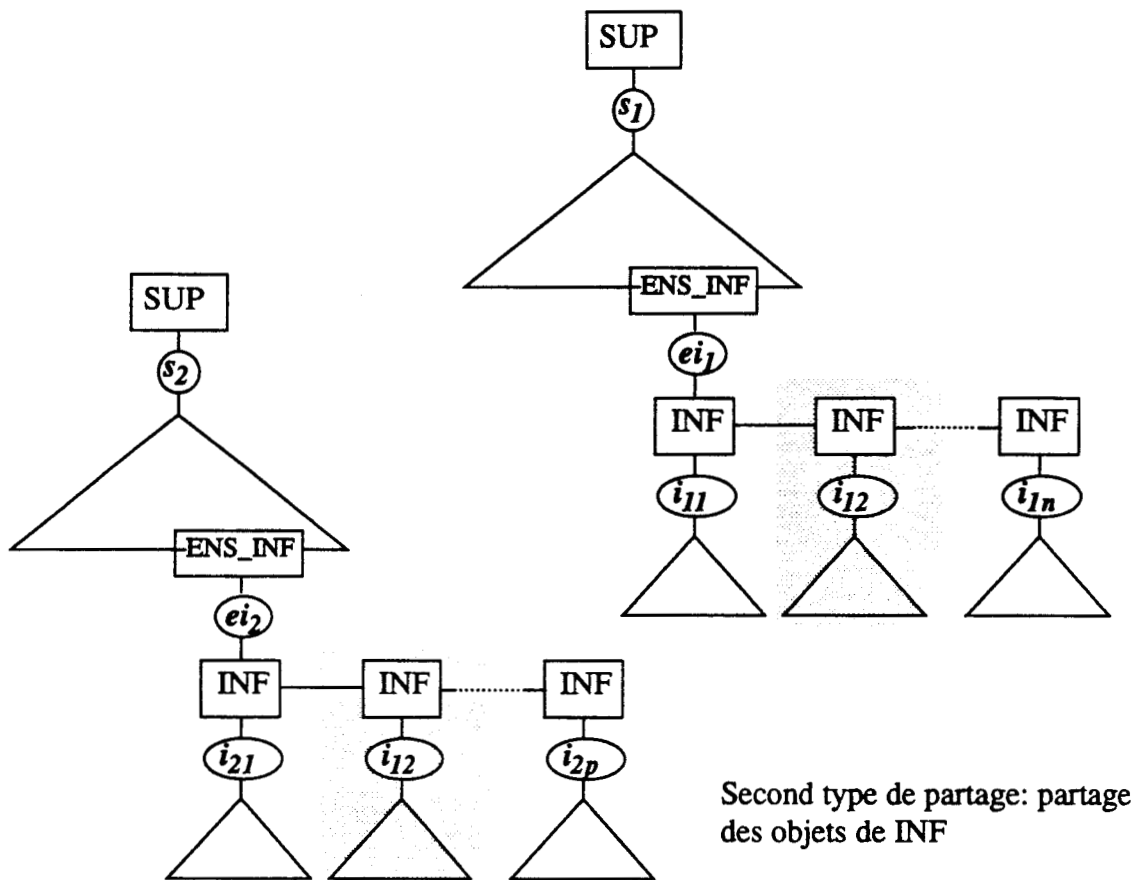 SUP
s1
ENS_INF
SUP
ei1
s2
INF INF INF
i11 i12 i1n
ENS_INF
ei2
INF INF INF
i21 i12 i2p
Second type de partage: partage
des objets de INF